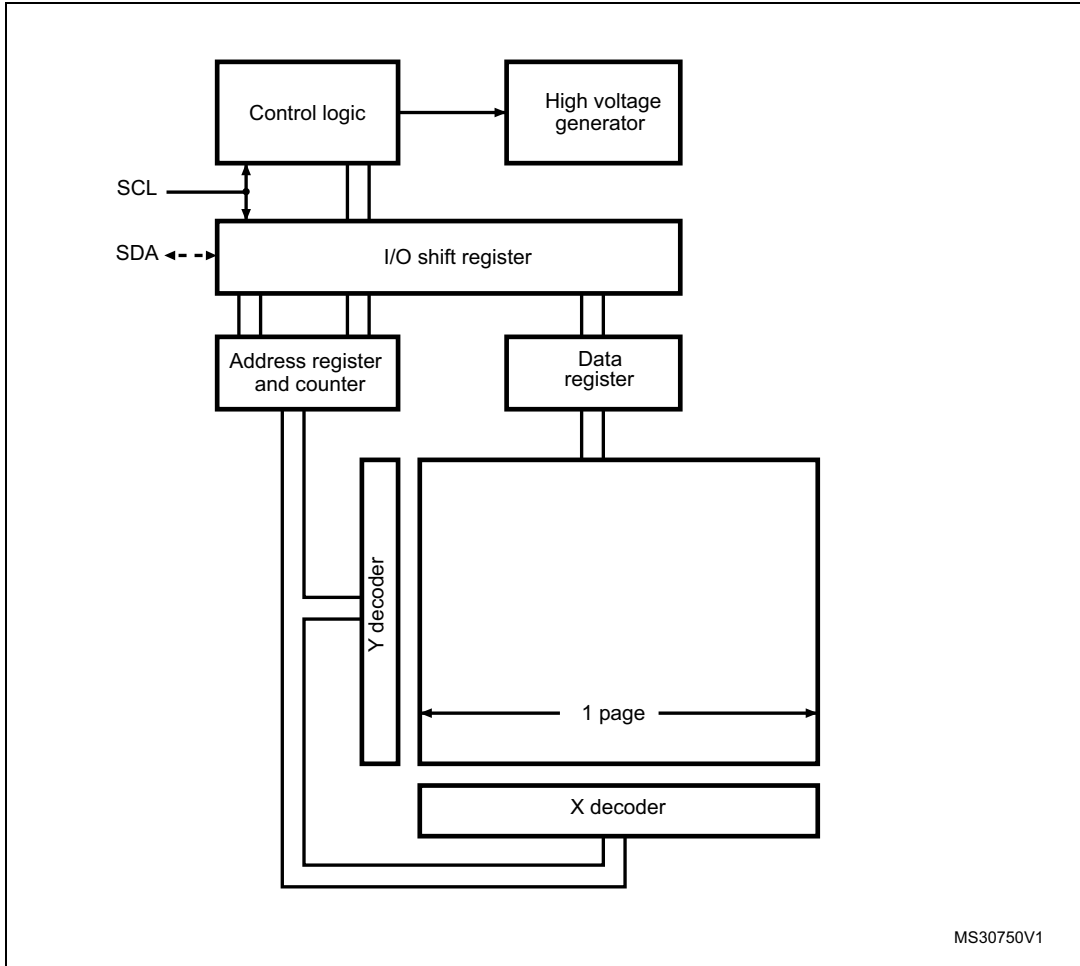 Control logic
High voltage
generator
SCL
SDA
I/O shift register
Address register
and counter
Data
register
Y decoder
1 page
X decoder
MS30750V1